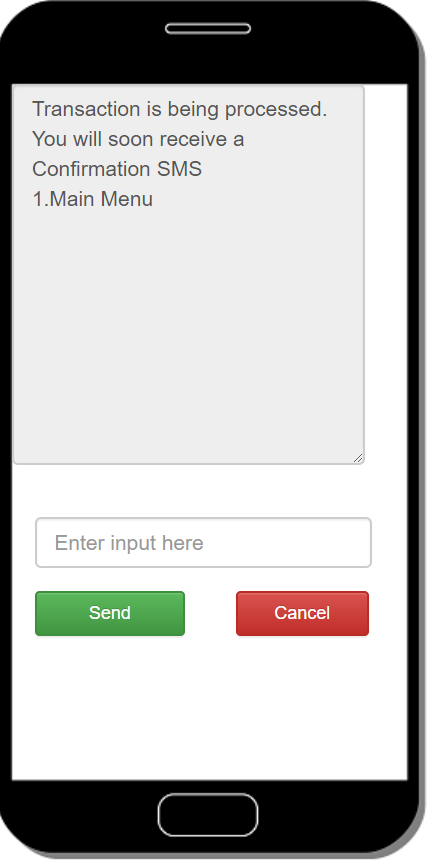 Transaction is being processed.
You will soon receive a
Confirmation SMS
1.Main Menu
Enter input here
Send
Cancel